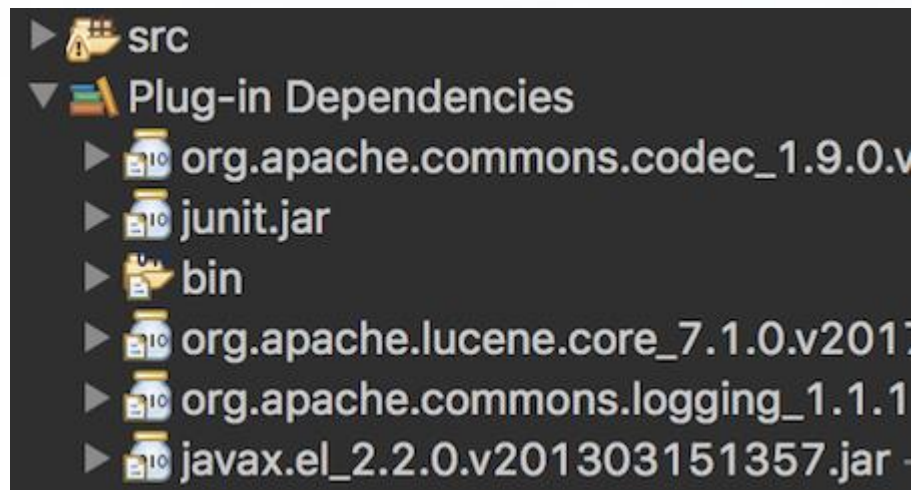 src
Plug-in Dependencies
org.apache.commons.codec_1.9.0.v
junit.jar
bin
org.apache.lucene.core_7.1.0.v2017
org.apache.commons.logging_1.1.1
javax.el_2.2.0.v201303151357.jar -